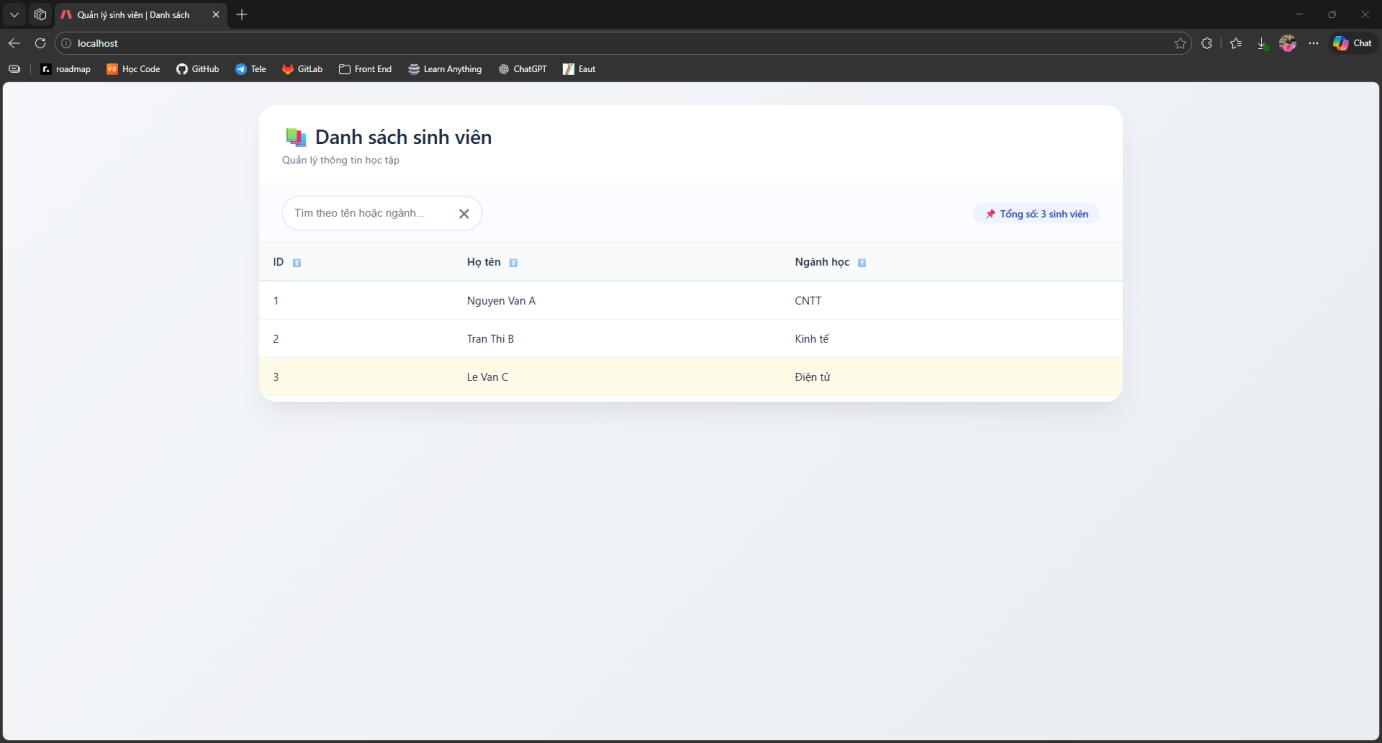 Quản lý sinh viên | Danh sách
localhost
Chat
roadmap Học Code GitHub Tele GitLab Front End Learn Anything ChatGPT Eaut
Danh sách sinh viên
Quản lý thông tin học tập
Tìm theo tên hoặc ngành...
Tổng số: 3 sinh viên
ID Họ tên Ngành học
1 Nguyen Van A CNTT
2 Tran Thi B Kinh tế
3 Le Van C Điện tử